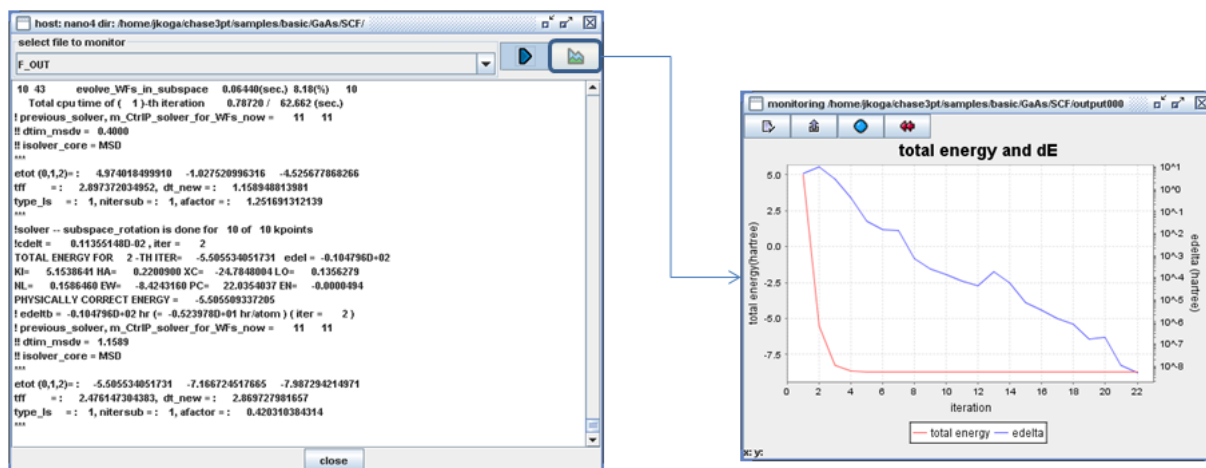 host: nano4 dir: /home/jkoga/chase3pt/samples/basic/GaAs/SCF/
select file to monitor
F_OUT
10 43 evolve_WFs_in_subspace 0.06440(sec.) 8.18(%) 10
Total cpu time of ( 1 )-th iteration 0.78720 / 62.662 (sec.)
! previous_solver, m_CtrlP_solver_for_WFs_now = 11 11
!! dtim_msdv = 0.4000
!! isolver_core = MSD
***
etot (0,1,2)= : 4.974018499910 -1.027520996316 -4.525677868266
tff = : 2.897372034952, dt_new = : 1.158948813981
type_ls = : 1, nitersub = : 1, afactor = : 1.251691312139
***
!solver -- subspace_rotation is done for 10 of 10 kpoints
!cdelt = 0.11355148D-02 , iter = 2
TOTAL ENERGY FOR 2 -TH ITER= -5.505534051731 edel = -0.104796D+02
KI= 5.1538641 HA= 0.2200900 XC= -24.7848004 LO= 0.1356279
NL= 0.1586460 EW= -8.4243160 PC= 22.0354037 EN= -0.0000494
PHYSICALLY CORRECT ENERGY = -5.505509337205
! edeltb = -0.104796D+02 hr (= -0.523978D+01 hr/atom ) ( iter = 2 )
! previous_solver, m_CtrlP_solver_for_WFs_now = 11 11
!! dtim_msdv = 1.1589
!! isolver_core = MSD
***
etot (0,1,2)= : -5.505534051731 -7.166724517665 -7.987294214971
tff = : 2.476147304383, dt_new = : 2.869727981657
type_ls = : 1, nitersub = : 1, afactor = : 0.420310384314
***
close
monitoring /home/jkoga/chase3pt/samples/basic/GaAs/SCF/output000
total energy and dE
total energy(hartree)
5.0
2.5
0.0
-2.5
-5.0
-7.5
10^1
10^0
10^-1
10^-2
10^-3
10^-4
10^-5
10^-6
10^-7
10^-8
edelta (hartree)
0 2 4 6 8 10 12 14 16 18 20 22
iteration
total energy edelta
x: y: